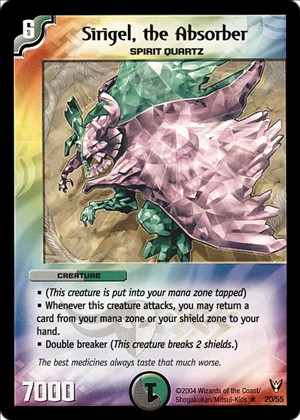 6
Sirigel, the Absorber
SPIRIT QUARTZ
CREATURE
▪ (This creature is put into your mana zone tapped)
▪ Whenever this creature attacks, you may return a
card from your mana zone or your shield zone to your
hand.
▪ Double breaker (This creature breaks 2 shields.)
The best medicines always taste that much worse.
7000
1
©2004 Wizards of the Coast/
Shogakukan/Mitsui-Kids ★ 20/55